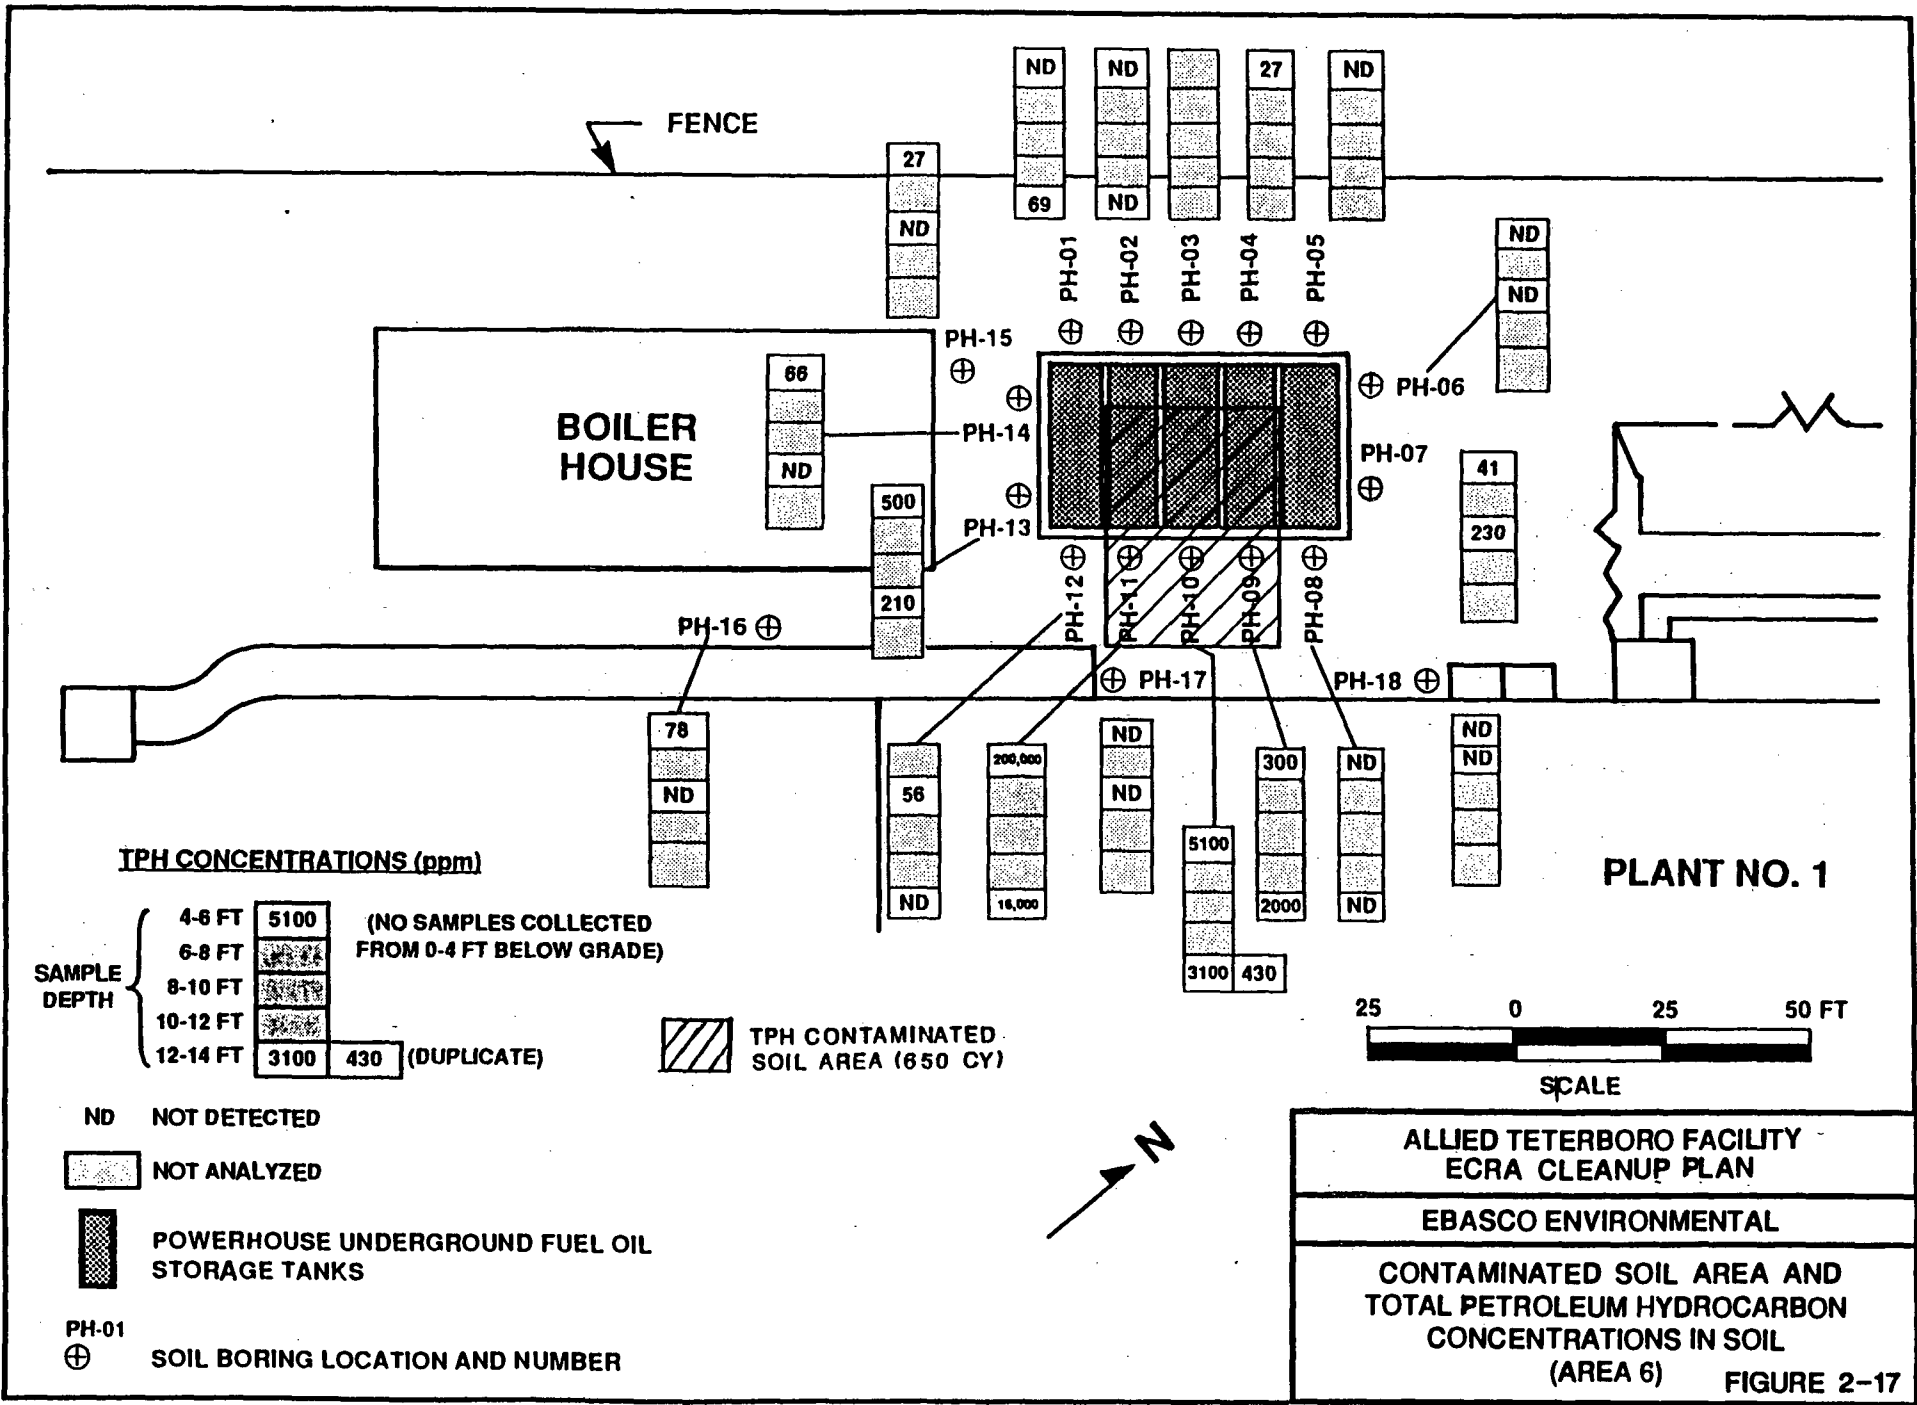 ND
ND
27
ND
FENCE
27
ND
69
ND
ND
ND
PH-01
PH-02
PH-03
PH-04
PH-05
PH-15
PH-06
66
ND
BOILER
HOUSE
PH-14
PH-07
41
230
500
210
PH-13
PH-12
PH-11
PH-10
PH-09
PH-08
PH-16
PH-17
PH-18
78
ND
56
ND
200,000
16,000
ND
ND
5100
3100 430
300
2000
ND
ND
ND
ND
PLANT NO. 1
TPH CONCENTRATIONS (ppm)
4-6 FT 5100 (NO SAMPLES COLLECTED
6-8 FT FROM 0-4 FT BELOW GRADE)
SAMPLE
DEPTH
8-10 FT
10-12 FT
12-14 FT 3100 430 (DUPLICATE)
TPH CONTAMINATED
SOIL AREA (650 CY)
25 0 25 50 FT
SCALE
ND NOT DETECTED
NOT ANALYZED
POWERHOUSE UNDERGROUND FUEL OIL
STORAGE TANKS
PH-01
SOIL BORING LOCATION AND NUMBER
N
ALLIED TETERBORO FACILITY
ECRA CLEANUP PLAN
EBASCO ENVIRONMENTAL
CONTAMINATED SOIL AREA AND
TOTAL PETROLEUM HYDROCARBON
CONCENTRATIONS IN SOIL
(AREA 6)
FIGURE 2-17